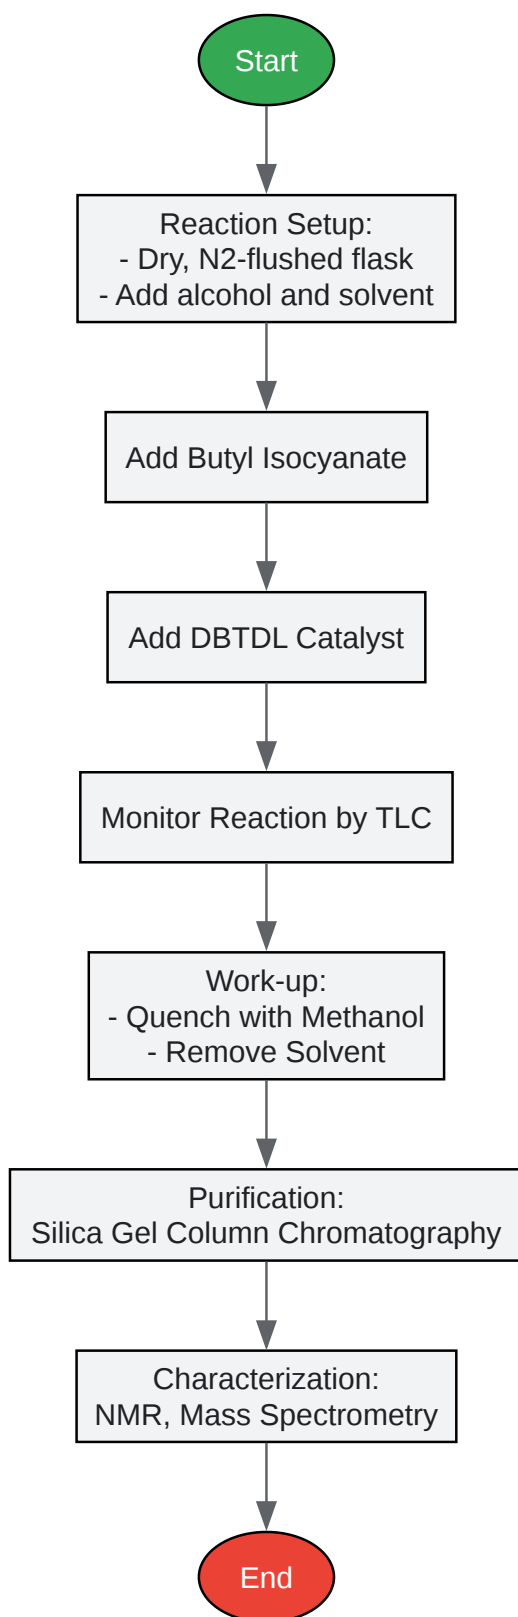 Start
Reaction Setup:
- Dry, N2-flushed flask
- Add alcohol and solvent
Add Butyl Isocyanate
Add DBTDL Catalyst
Monitor Reaction by TLC
Work-up:
- Quench with Methanol
- Remove Solvent
Purification:
Silica Gel Column Chromatography
Characterization:
NMR, Mass Spectrometry
End